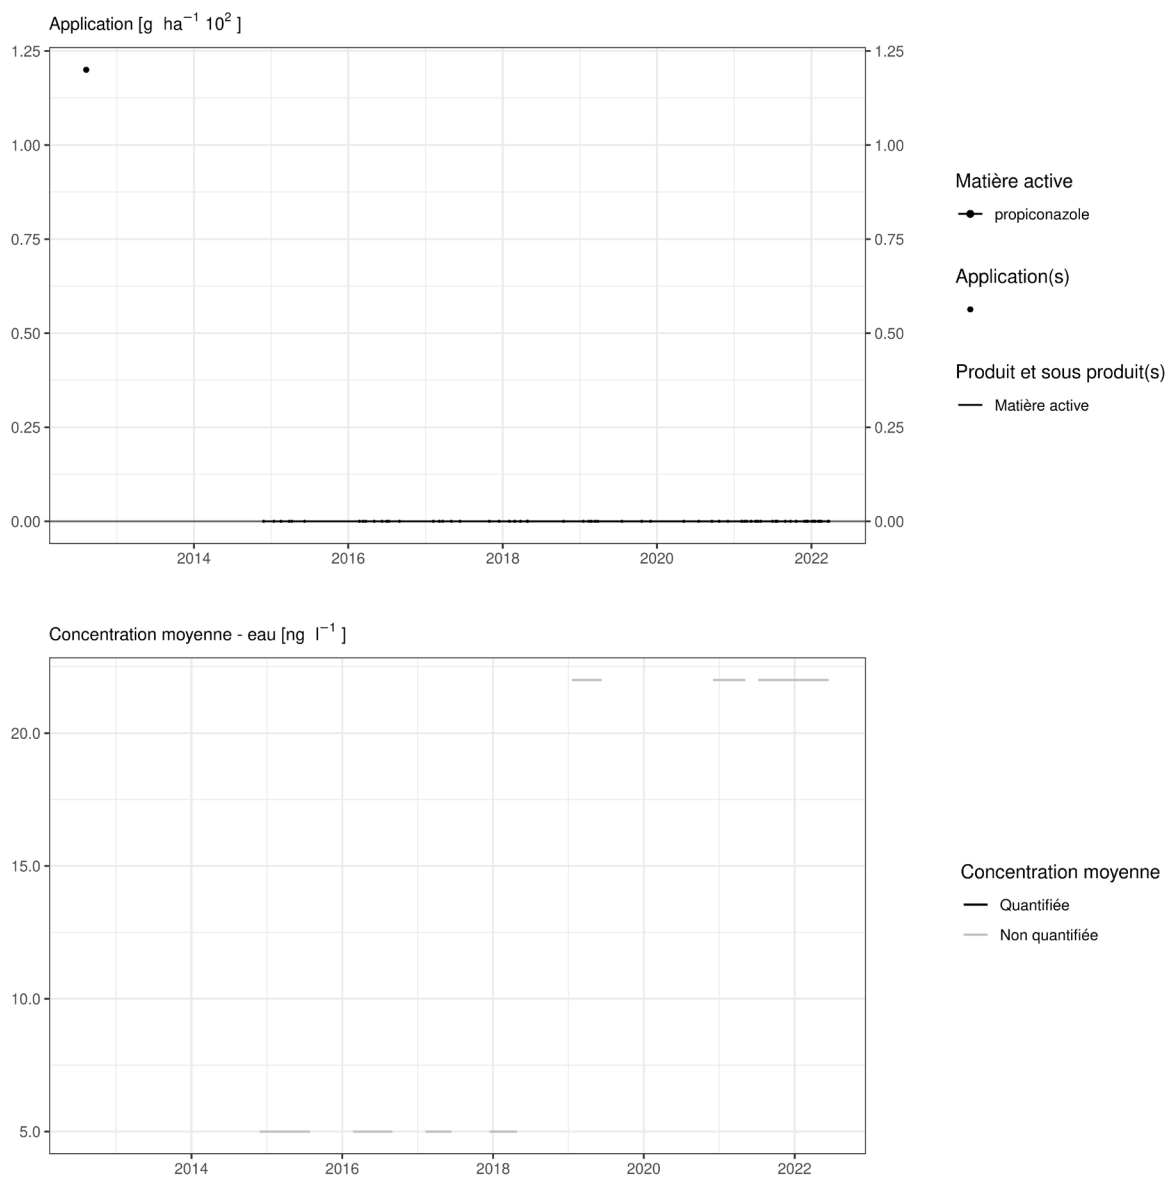 Application [g ha⁻¹ 10² ]
1.25
1.25
1.00
1.00
0.75
0.75
0.50
0.50
0.25
0.25
0.00
0.00
2014 2016 2018 2020 2022
Matière active
propiconazole
Application(s)
Produit et sous produit(s)
Matière active
Concentration moyenne - eau [ng l⁻¹ ]
20.0
15.0
10.0
5.0
2014 2016 2018 2020 2022
Concentration moyenne
Quantifiée
Non quantifiée